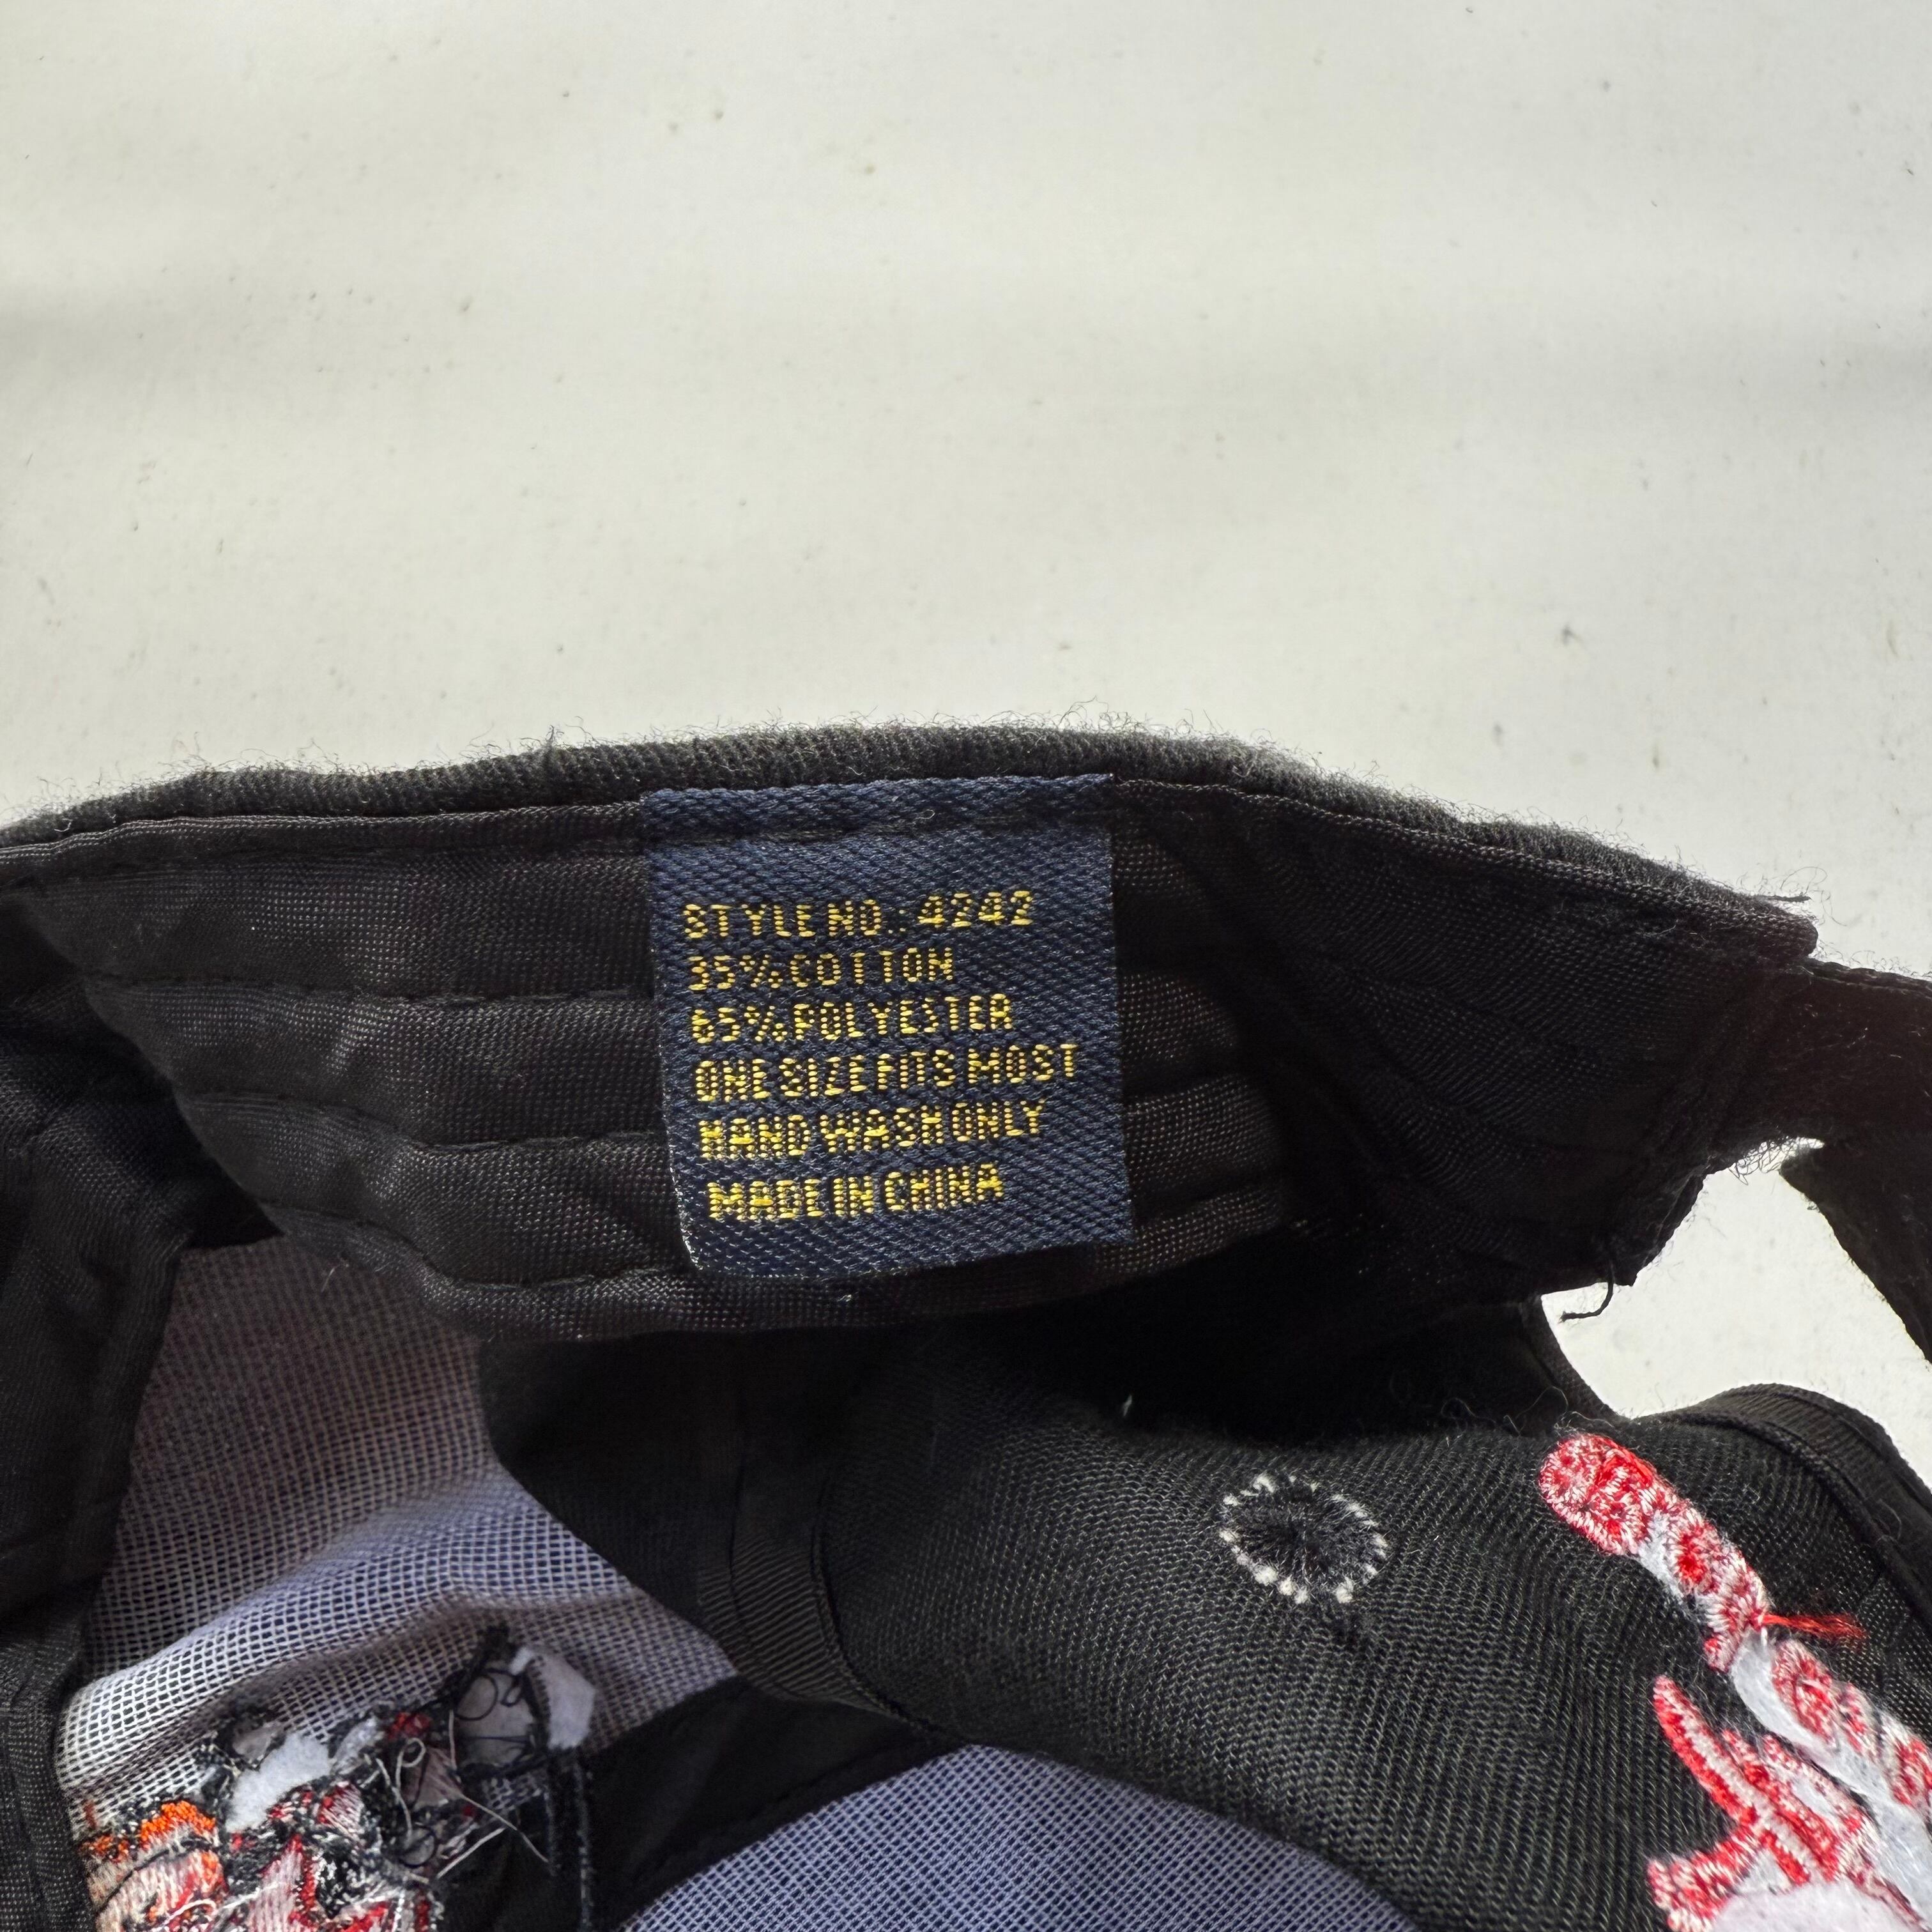 STYLE NO.: 4242
35% COTTON
65% POLYESTER
ONE SIZE FITS MOST
HAND WASH ONLY
MADE IN CHINA